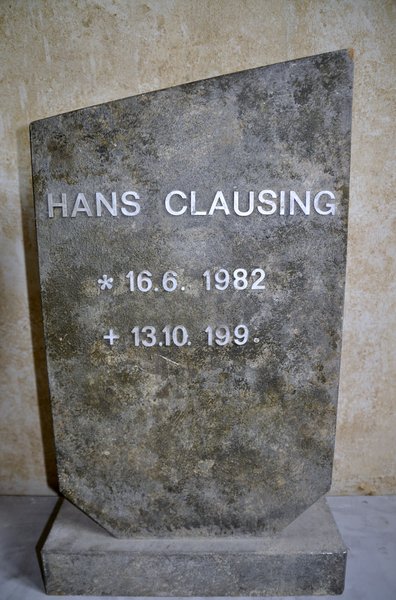 HANS CLAUSING
* 16.6. 1982
+ 13.10. 199